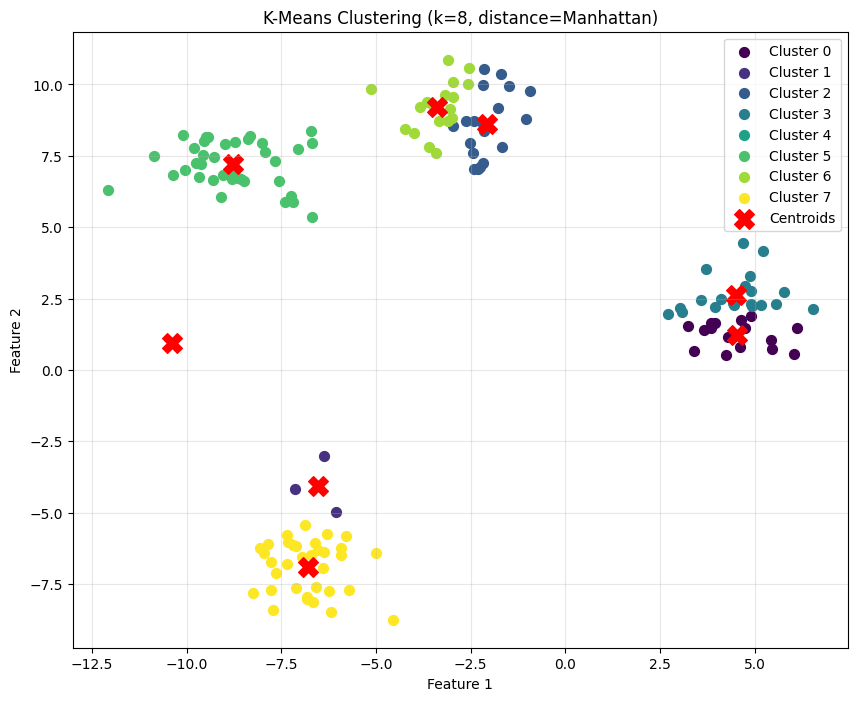 K-Means Clustering (k=8, distance=Manhattan)
Cluster 0
Cluster 1
Cluster 2
Cluster 3
Cluster 4
Cluster 5
Cluster 6
Cluster 7
Centroids
10.0
7.5
5.0
2.5
0.0
−2.5
−5.0
−7.5
Feature 2
−12.5 −10.0 −7.5 −5.0 −2.5 0.0 2.5 5.0
Feature 1